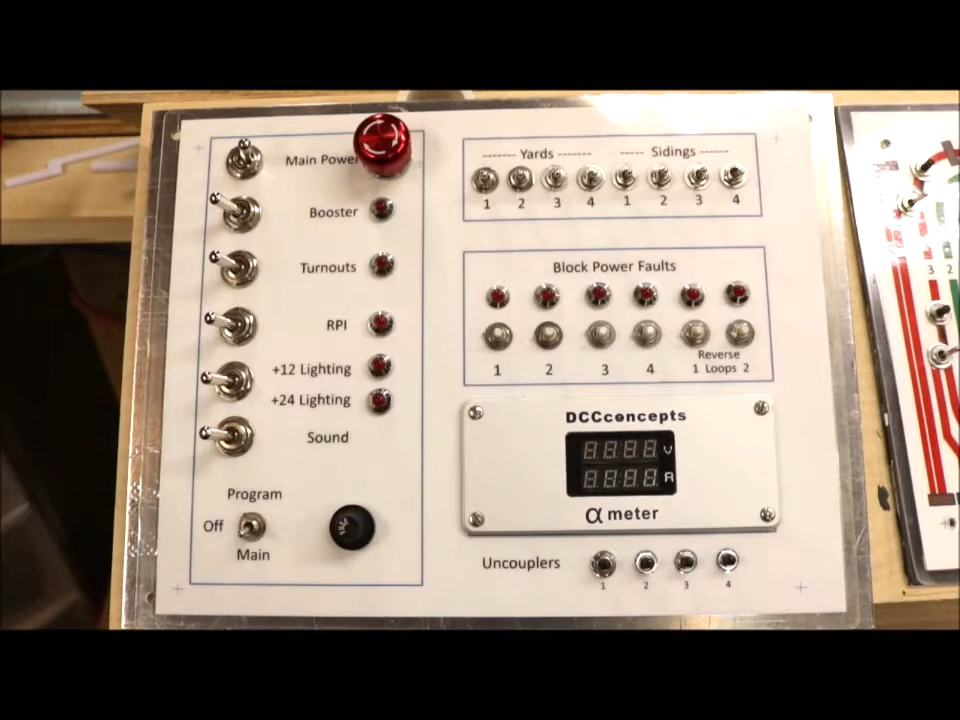 Main Power
Booster
Turnouts
RPI
+12 Lighting
+24 Lighting
Sound
Program
Off
Main
------- Yards ------- ----- Sidings ------
1 2 3 4 1 2 3 4
Block Power Faults
Reverse
1 2 3 4 1 Loops 2
DCCconcepts
V
A
α meter
Uncouplers
1 2 3 4
3 2